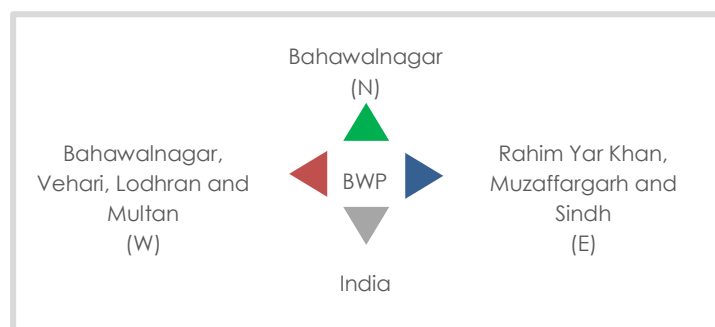 Bahawalnagar
(N)
Bahawalnagar,
Vehari, Lodhran and
Multan
(W)
BWP
Rahim Yar Khan,
Muzaffargarh and
Sindh
(E)
India